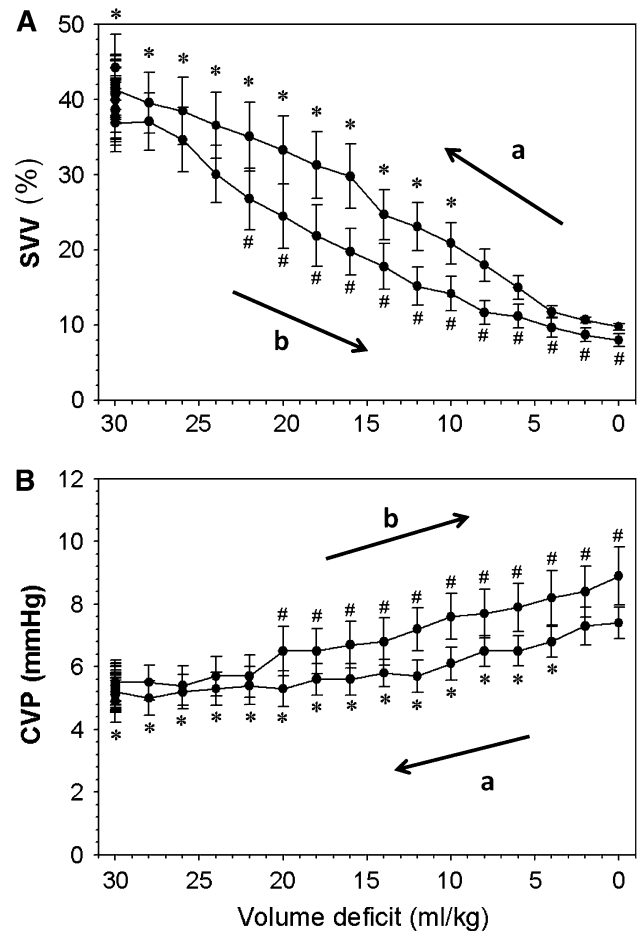 A
50
40
30
20
10
0
SVV (%)
* * * * * * * * * * *
a
b
# # # # # # # # # # # #
30 25 20 15 10 5 0
B
12
10
8
6
4
2
0
CVP (mmHg)
b
# # # # # # # # # # #
* * * * * * * * * * * * * *
a
30 25 20 15 10 5 0
Volume deficit (ml/kg)